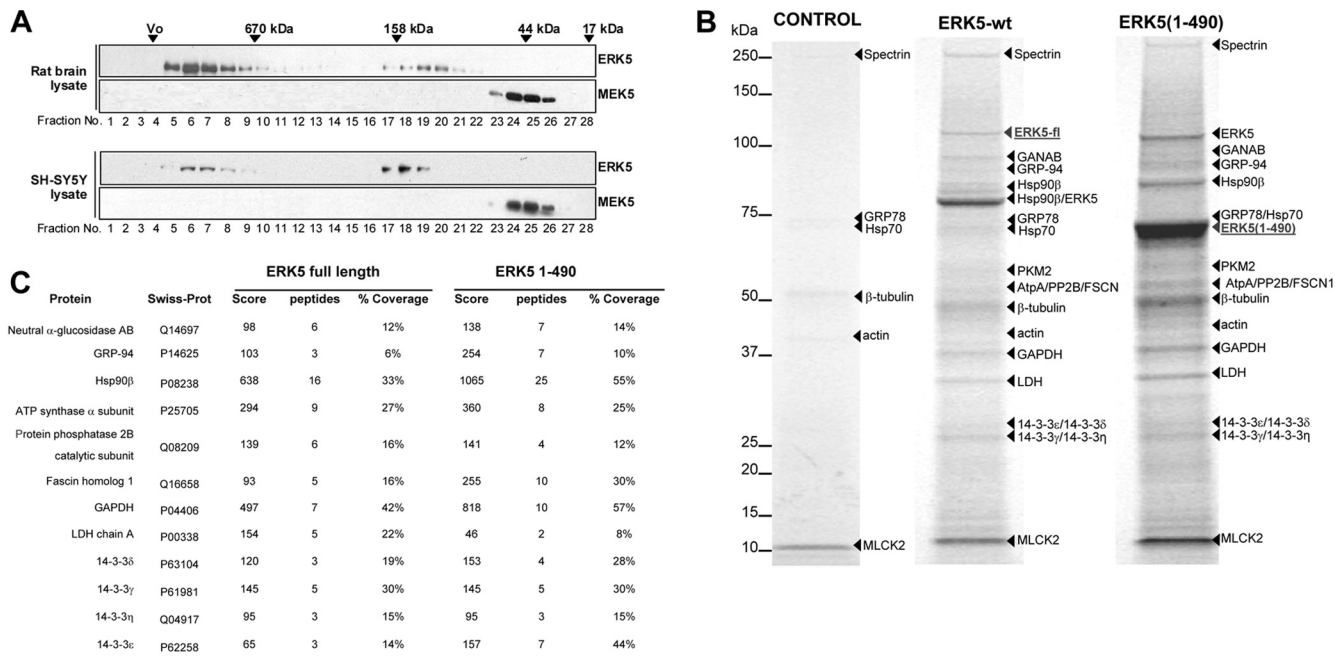 A
Vo 670 kDa 158 kDa 44 kDa 17 kDa
Rat brain lysate
ERK5
MEK5
Fraction No. 1 2 3 4 5 6 7 8 9 10 11 12 13 14 15 16 17 18 19 20 21 22 23 24 25 26 27 28
SH-SY5Y lysate
ERK5
MEK5
Fraction No. 1 2 3 4 5 6 7 8 9 10 11 12 13 14 15 16 17 18 19 20 21 22 23 24 25 26 27 28
B
kDa
250
150
100
75
50
37
25
20
15
10
CONTROL
Spectrin
GRP78
Hsp70
β-tubulin
actin
MLCK2
ERK5-wt
Spectrin
ERK5-fl
GANAB
GRP-94
Hsp90β
Hsp90β/ERK5
GRP78
Hsp70
PKM2
AtpA/PP2B/FSCN
β-tubulin
actin
GAPDH
LDH
14-3-3ε/14-3-3δ
14-3-3γ/14-3-3η
MLCK2
ERK5(1-490)
Spectrin
ERK5
GANAB
GRP-94
Hsp90β
GRP78/Hsp70
ERK5(1-490)
PKM2
AtpA/PP2B/FSCN1
β-tubulin
actin
GAPDH
LDH
14-3-3ε/14-3-3δ
14-3-3γ/14-3-3η
MLCK2
C
ERK5 full length ERK5 1-490
Protein Swiss-Prot Score peptides % Coverage Score peptides % Coverage
Neutral α-glucosidase AB Q14697 98 6 12% 138 7 14%
GRP-94 P14625 103 3 6% 254 7 10%
Hsp90β P08238 638 16 33% 1065 25 55%
ATP synthase α subunit P25705 294 9 27% 360 8 25%
Protein phosphatase 2B catalytic subunit Q08209 139 6 16% 141 4 12%
Fascin homolog 1 Q16658 93 5 16% 255 10 30%
GAPDH P04406 497 7 42% 818 10 57%
LDH chain A P00338 154 5 22% 46 2 8%
14-3-3δ P63104 120 3 19% 153 4 28%
14-3-3γ P61981 145 5 30% 145 5 30%
14-3-3η Q04917 95 3 15% 95 3 15%
14-3-3ε P62258 65 3 14% 157 7 44%